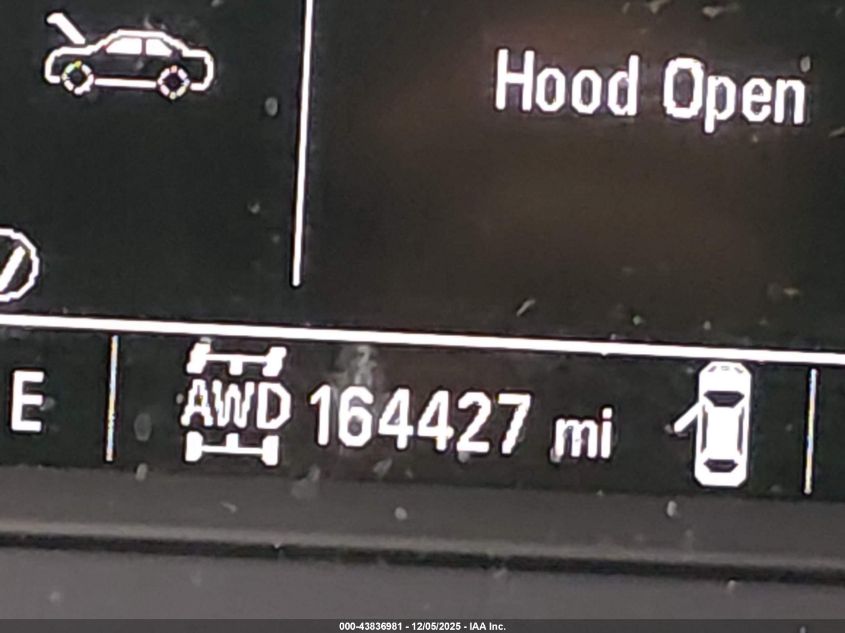 Hood Open
E
AWD 164427 mi
000-43836981 - 12/05/2025 - IAA Inc.